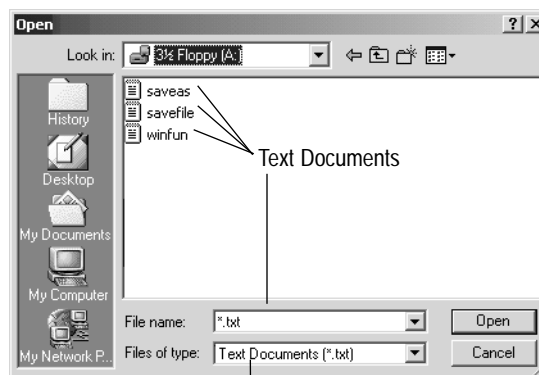 Open
Look in: 3½ Floppy (A:)
History
Desktop
My Documents
My Computer
My Network P...
saveas
savefile
winfun
Text Documents
File name: *.txt Open
Files of type: Text Documents (*.txt) Cancel